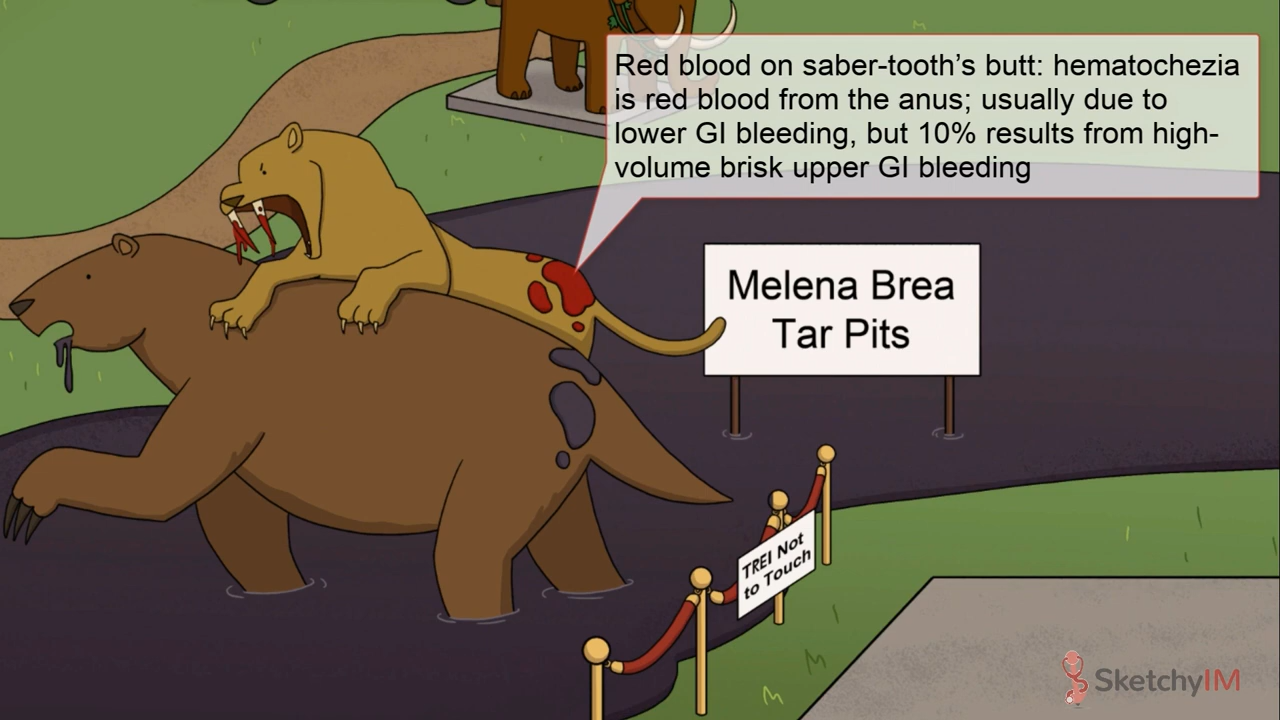 Red blood on saber-tooth's butt: hematochezia
is red blood from the anus; usually due to
lower GI bleeding, but 10% results from high-
volume brisk upper GI bleeding
Melena Brea
Tar Pits
TREI Not
to Touch
SketchyIM